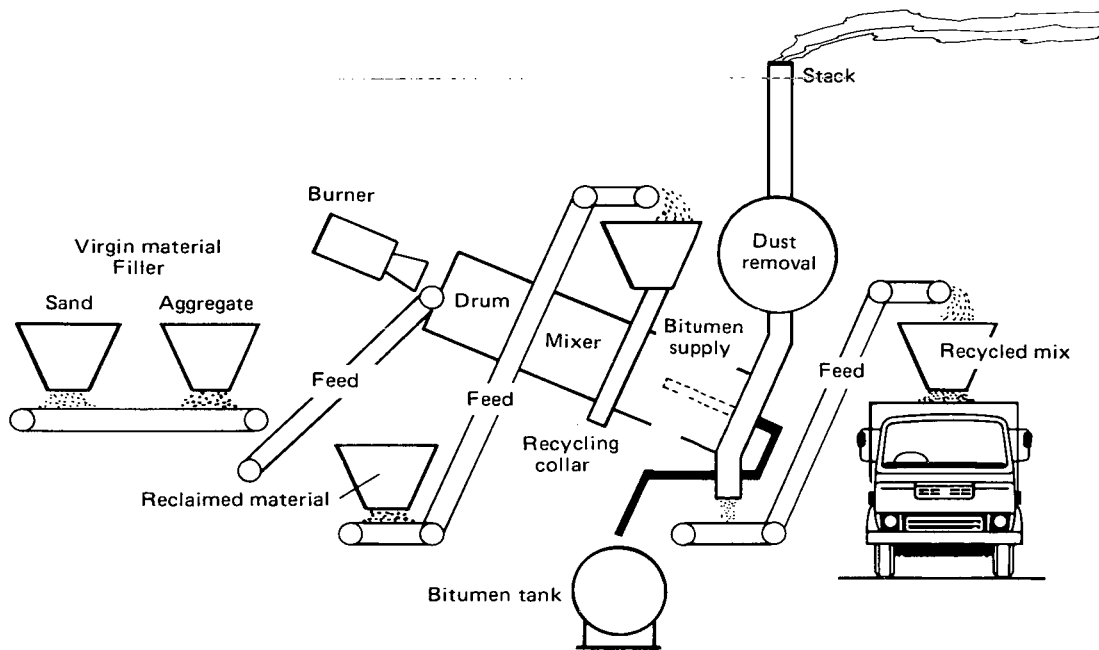 Stack
Burner
Virgin material
Filler
Sand
Aggregate
Drum
Dust
removal
Mixer
Bitumen
supply
Recycled mix
Feed
Feed
Feed
Recycling
collar
Reclaimed material
Bitumen tank